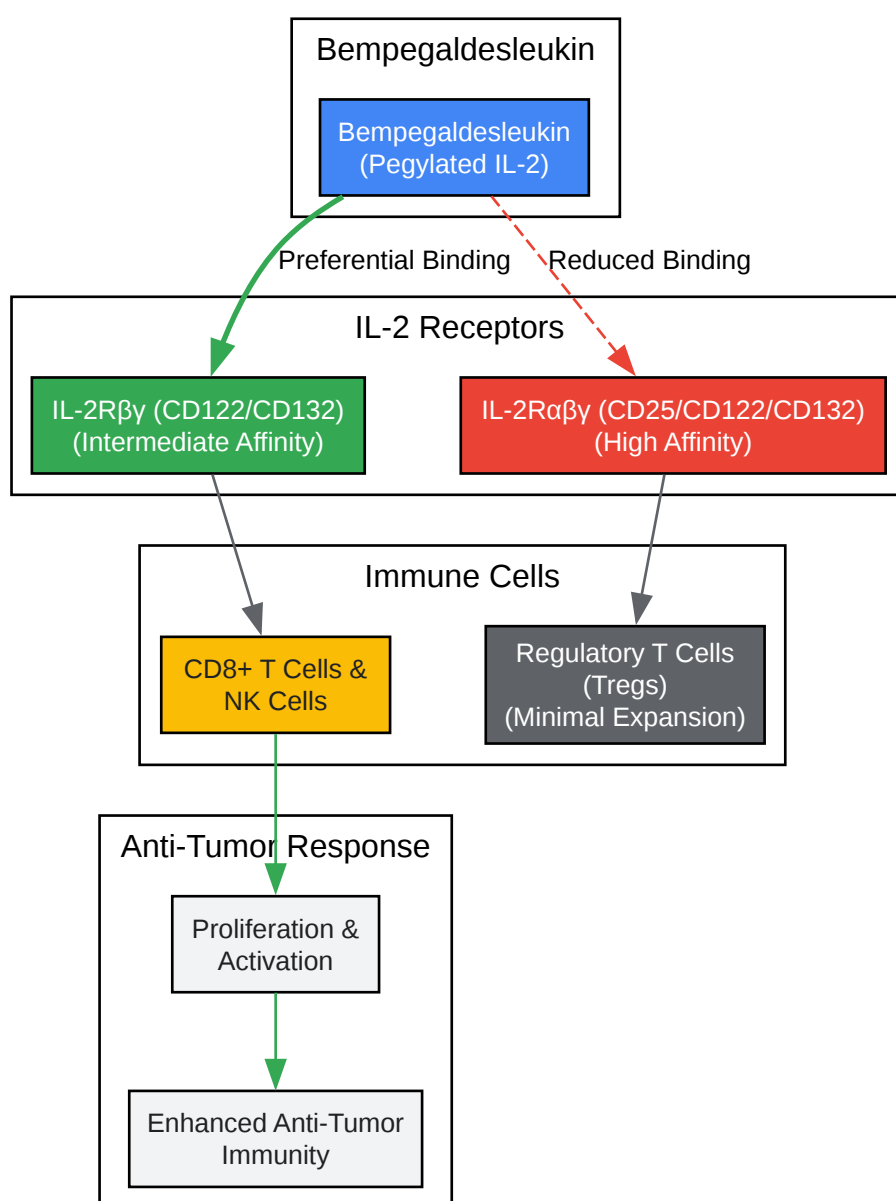 Bempegaldesleukin
Bempegaldesleukin
(Pegylated IL-2)
Preferential Binding
Reduced Binding
IL-2 Receptors
IL-2Rβγ (CD122/CD132)
(Intermediate Affinity)
IL-2Rαβγ (CD25/CD122/CD132)
(High Affinity)
Immune Cells
CD8+ T Cells &
NK Cells
Regulatory T Cells
(Tregs)
(Minimal Expansion)
Anti-Tumor Response
Proliferation &
Activation
Enhanced Anti-Tumor
Immunity